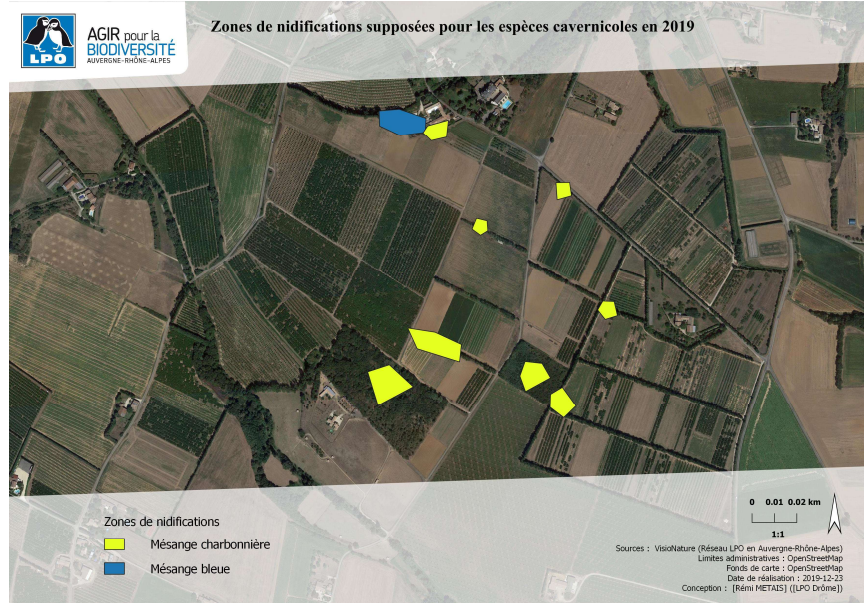 Zones de nidifications supposées pour les espèces cavernicoles en 2019
LPO
AGIR pour la
BIODIVERSITÉ
AUVERGNE-RHÔNE-ALPES
Zones de nidifications
Mésange charbonnière
Mésange bleue
0 0.01 0.02 km
1:1
Sources : VisioNature (Réseau LPO en Auvergne-Rhône-Alpes)
Limites administratives : OpenStreetMap
Fonds de carte : OpenStreetMap
Date de réalisation : 2019-12-23
Conception : [Rémi METAIS] ([LPO Drôme])